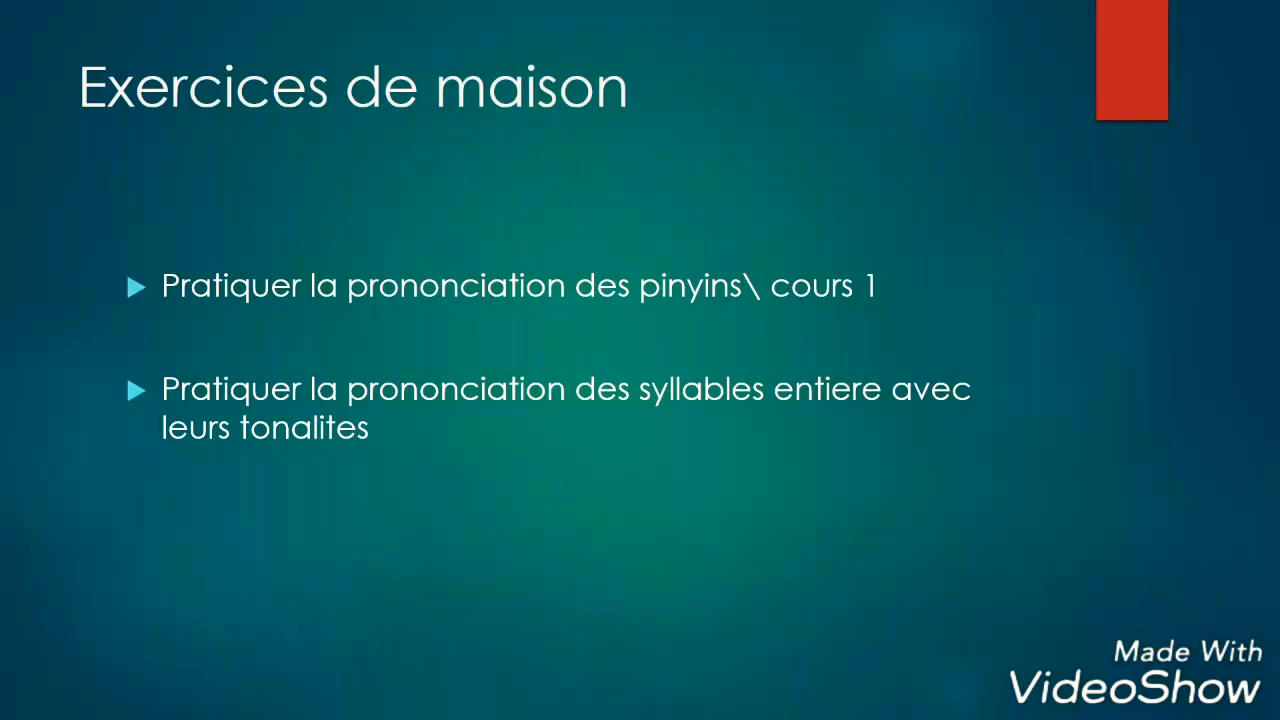 Exercices de maison
Pratiquer la prononciation des pinyins\ cours 1
Pratiquer la prononciation des syllables entiere avec
leurs tonalites
Made With
VideoShow